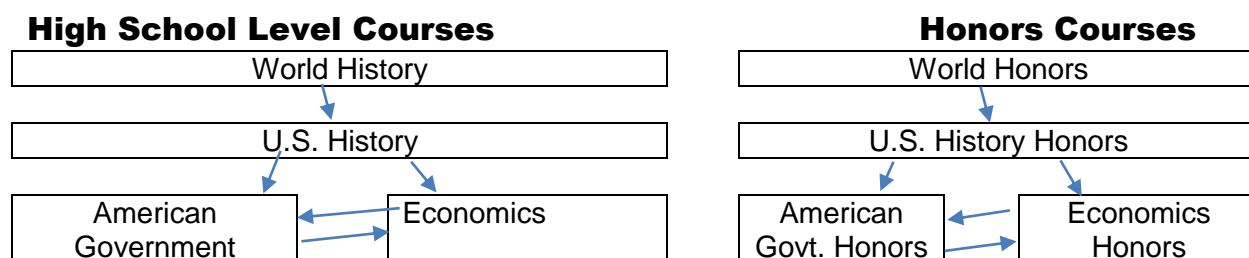 High School Level Courses
World History
U.S. History
American
Government
Economics
Honors Courses
World Honors
U.S. History Honors
American
Govt. Honors
Economics
Honors